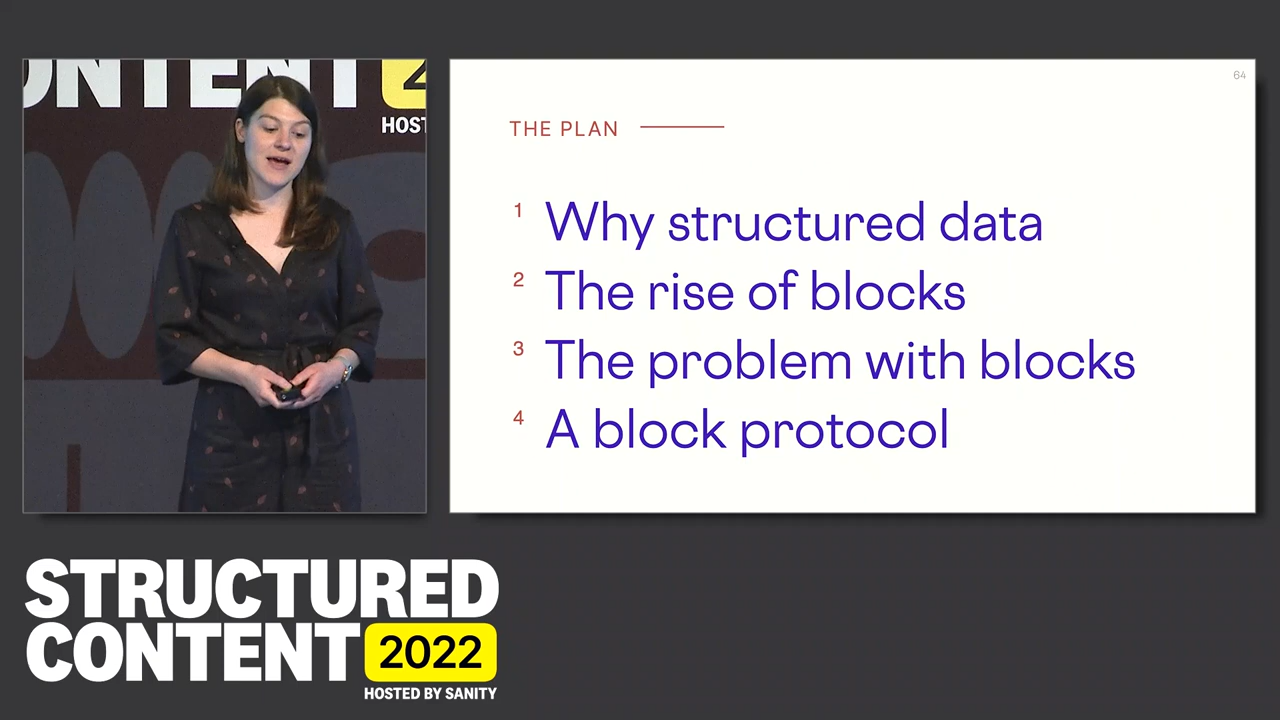 ONTENT 2
HOST
64
THE PLAN
1 Why structured data
2 The rise of blocks
3 The problem with blocks
4 A block protocol
STRUCTURED
CONTENT 2022
HOSTED BY SANITY